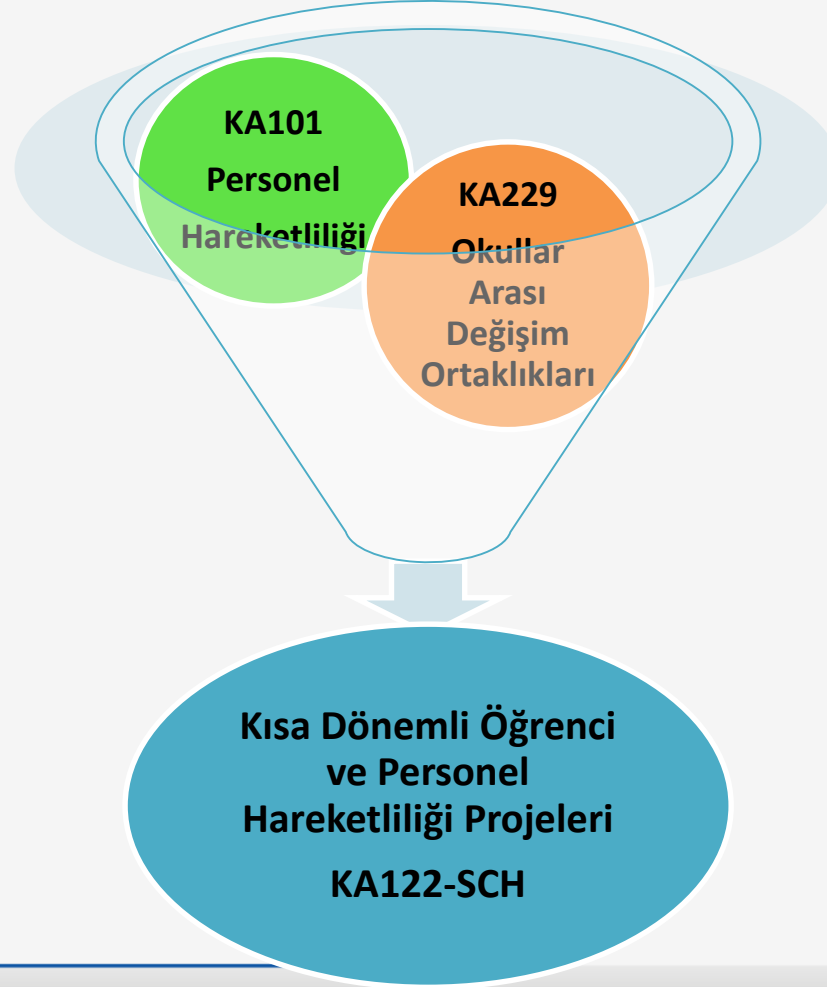 KA101
Personel
Hareketliliği
KA229
Okullar
Arası
Değişim
Ortaklıkları
Kısa Dönemli Öğrenci
ve Personel
Hareketliliği Projeleri
KA122-SCH